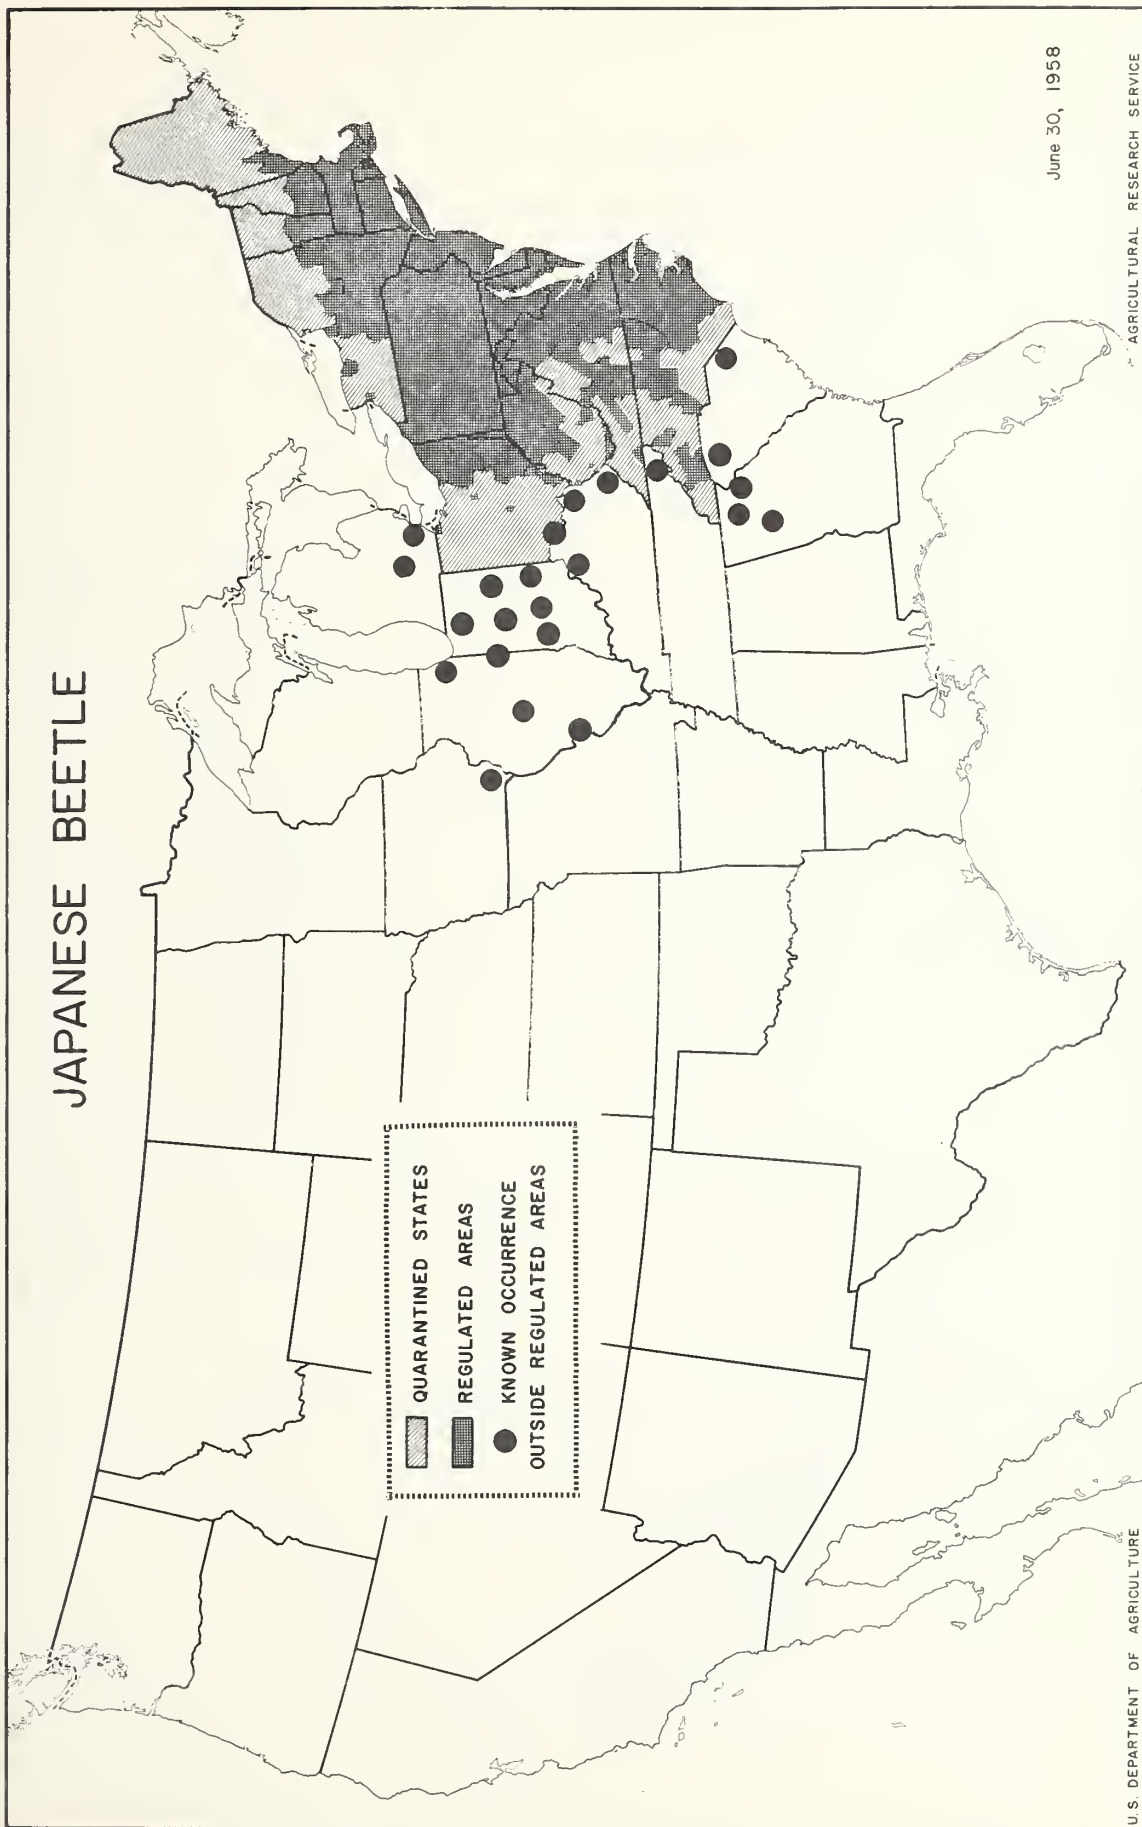 JAPANESE BEETLE
QUARANTINED STATES
REGULATED AREAS
KNOWN OCCURRENCE
OUTSIDE REGULATED AREAS
June 30, 1958
U.S. DEPARTMENT OF AGRICULTURE
AGRICULTURAL RESEARCH SERVICE